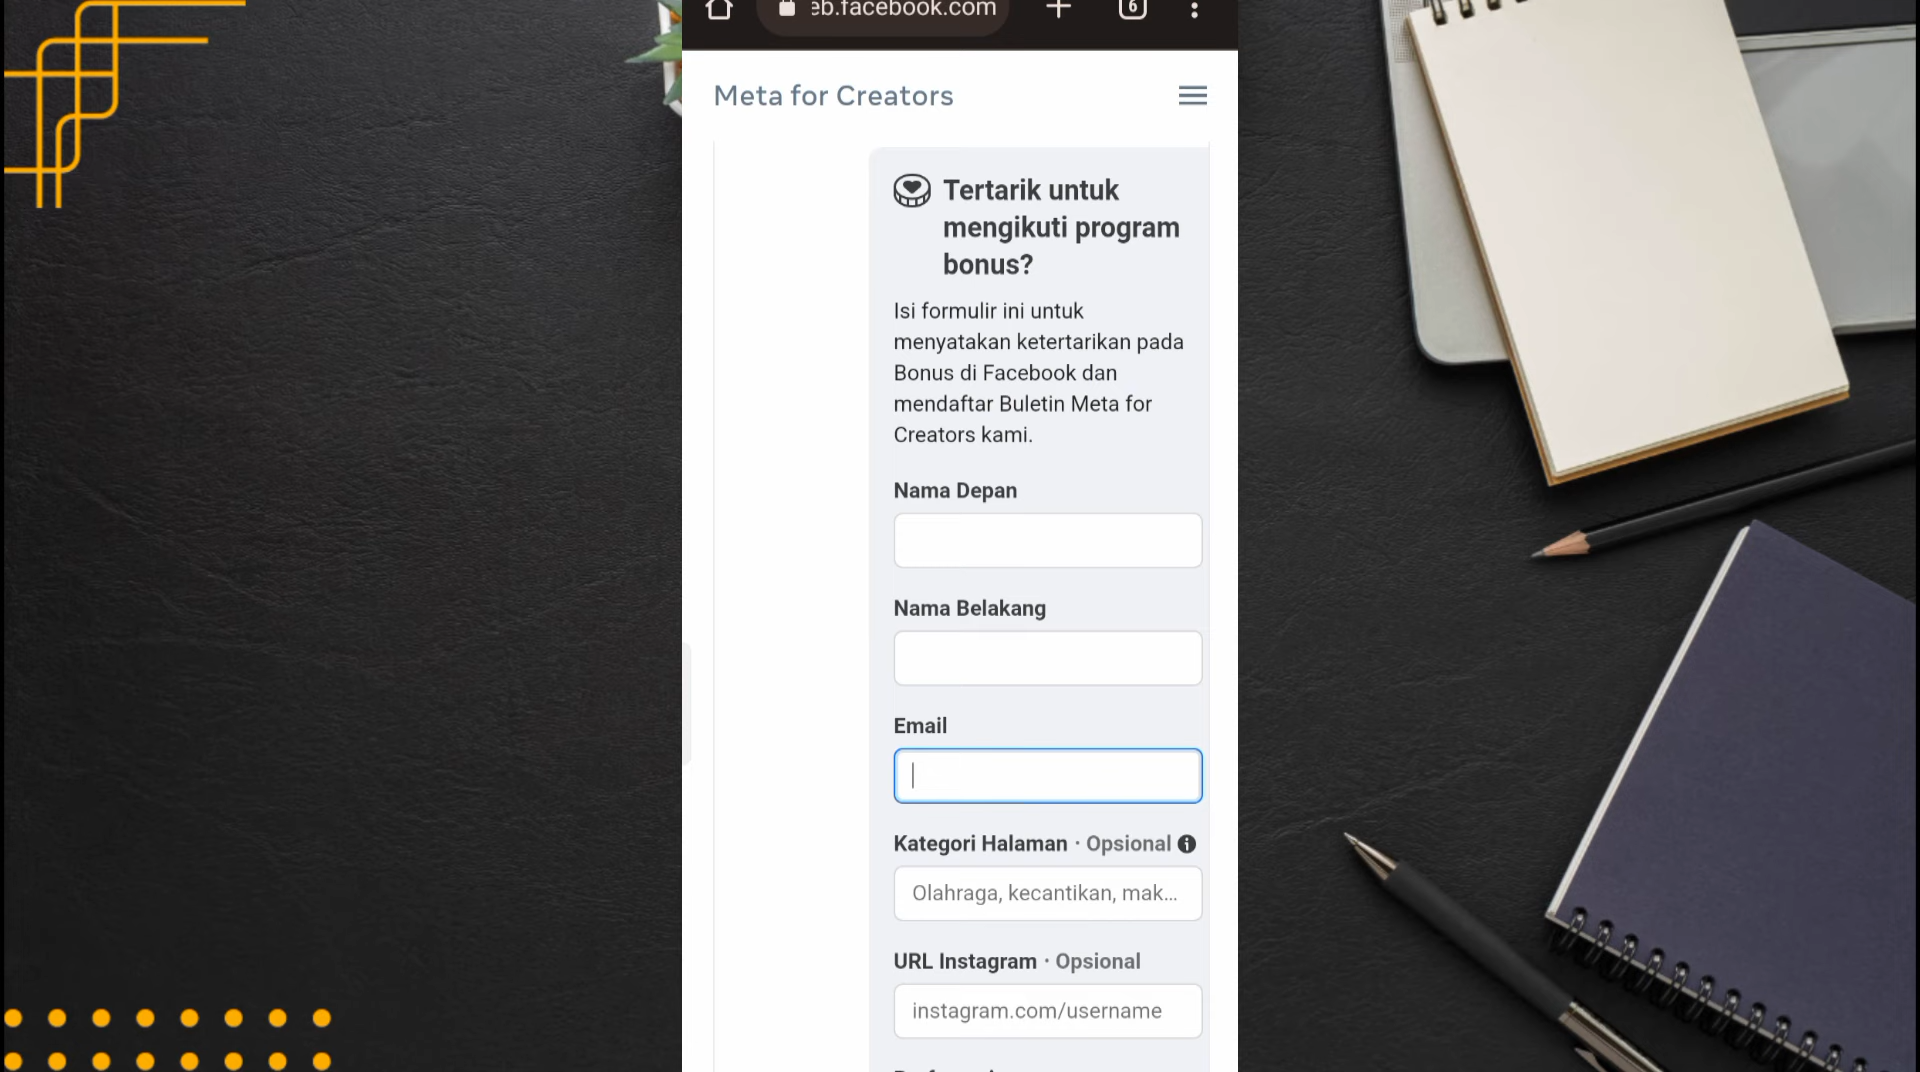 eb.facebook.com
6
Meta for Creators
Tertarik untuk
mengikuti program
bonus?
Isi formulir ini untuk
menyatakan ketertarikan pada
Bonus di Facebook dan
mendaftar Buletin Meta for
Creators kami.
Nama Depan
Nama Belakang
Email
Kategori Halaman · Opsional
Olahraga, kecantikan, mak...
URL Instagram · Opsional
instagram.com/username